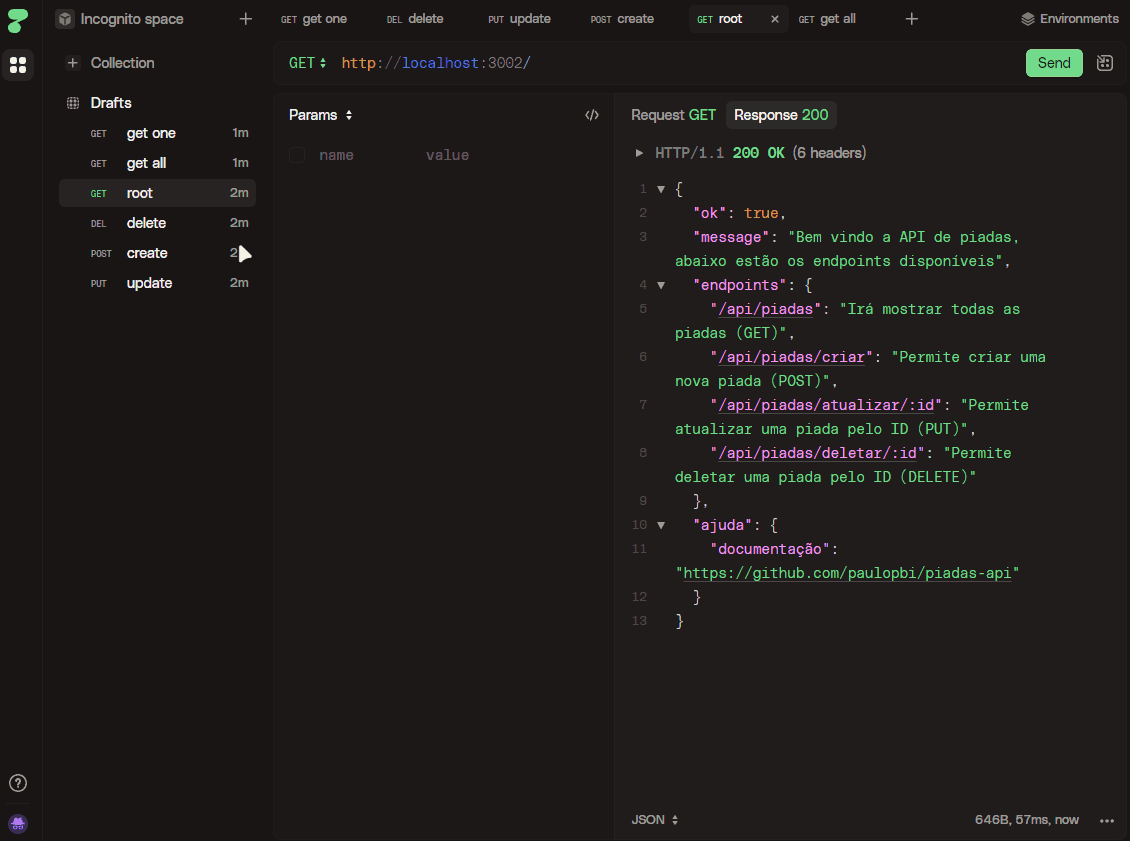 Incognito space
GET get one
DEL delete
PUT update
POST create
GET root
GET get all
Environments
Collection
Drafts
GET get one 1m
GET get all 1m
GET root 2m
DEL delete 2m
POST create 2
PUT update 2m
GET http://localhost:3002/
Send
Params
name value
Request GET Response 200
HTTP/1.1 200 OK (6 headers)
1 {
2 "ok": true,
3 "message": "Bem vindo a API de piadas,
abaixo estão os endpoints disponíveis",
4 "endpoints": {
5 "/api/piadas": "Irá mostrar todas as
piadas (GET)",
6 "/api/piadas/criar": "Permite criar uma
nova piada (POST)",
7 "/api/piadas/atualizar/:id": "Permite
atualizar uma piada pelo ID (PUT)",
8 "/api/piadas/deletar/:id": "Permite
deletar uma piada pelo ID (DELETE)"
9 },
10 "ajuda": {
11 "documentação":
"https://github.com/paulopbi/piadas-api"
12 }
13 }
JSON
646B, 57ms, now